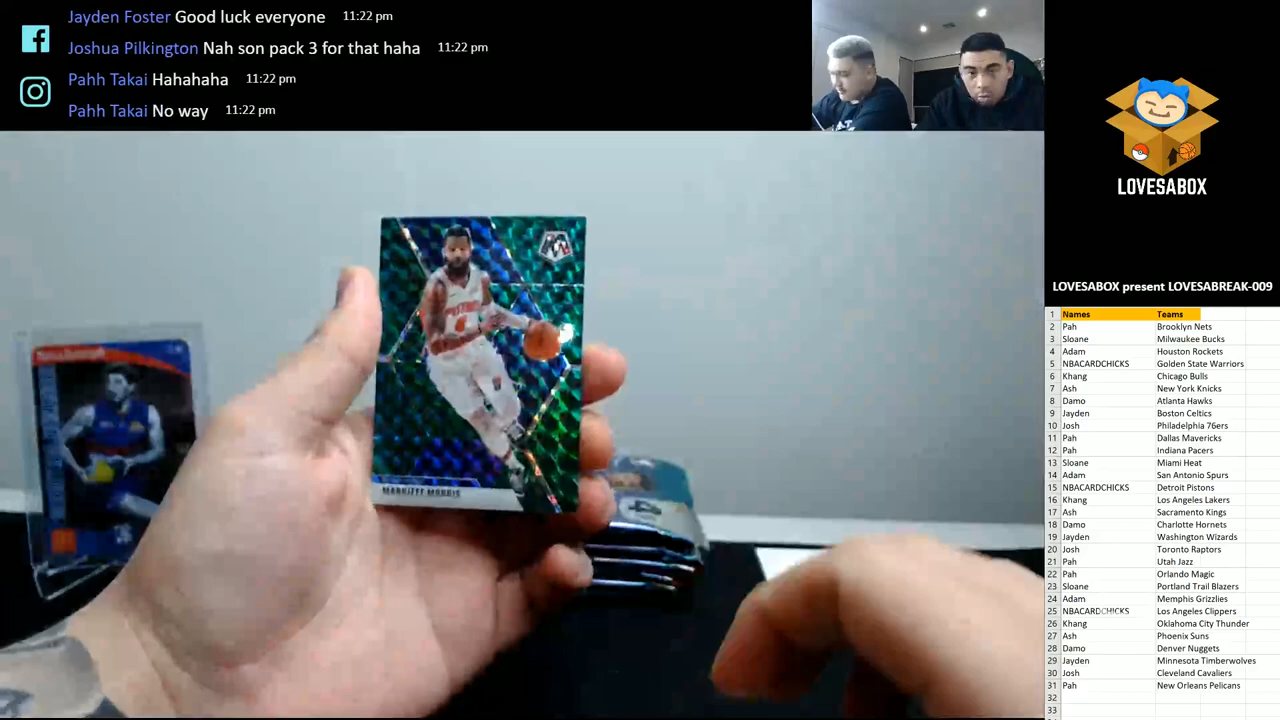 Jayden Foster Good luck everyone 11:22 pm
Joshua Pilkington Nah son pack 3 for that haha 11:22 pm
Pahh Takai Hahahaha 11:22 pm
Pahh Takai No way 11:22 pm
MARKIEFF MORRIS
LOVESABOX
LOVESABOX present LOVESABREAK-009
1 Names Teams
2 Pah Brooklyn Nets
3 Sloane Milwaukee Bucks
4 Adam Houston Rockets
5 NBACARDCHICKS Golden State Warriors
6 Khang Chicago Bulls
7 Ash New York Knicks
8 Damo Atlanta Hawks
9 Jayden Boston Celtics
10 Josh Philadelphia 76ers
11 Pah Dallas Mavericks
12 Pah Indiana Pacers
13 Sloane Miami Heat
14 Adam San Antonio Spurs
15 NBACARDCHICKS Detroit Pistons
16 Khang Los Angeles Lakers
17 Ash Sacramento Kings
18 Damo Charlotte Hornets
19 Jayden Washington Wizards
20 Josh Toronto Raptors
21 Pah Utah Jazz
22 Pah Orlando Magic
23 Sloane Portland Trail Blazers
24 Adam Memphis Grizzlies
25 NBACARDCHICKS Los Angeles Clippers
26 Khang Oklahoma City Thunder
27 Ash Phoenix Suns
28 Damo Denver Nuggets
29 Jayden Minnesota Timberwolves
30 Josh Cleveland Cavaliers
31 Pah New Orleans Pelicans
32
33